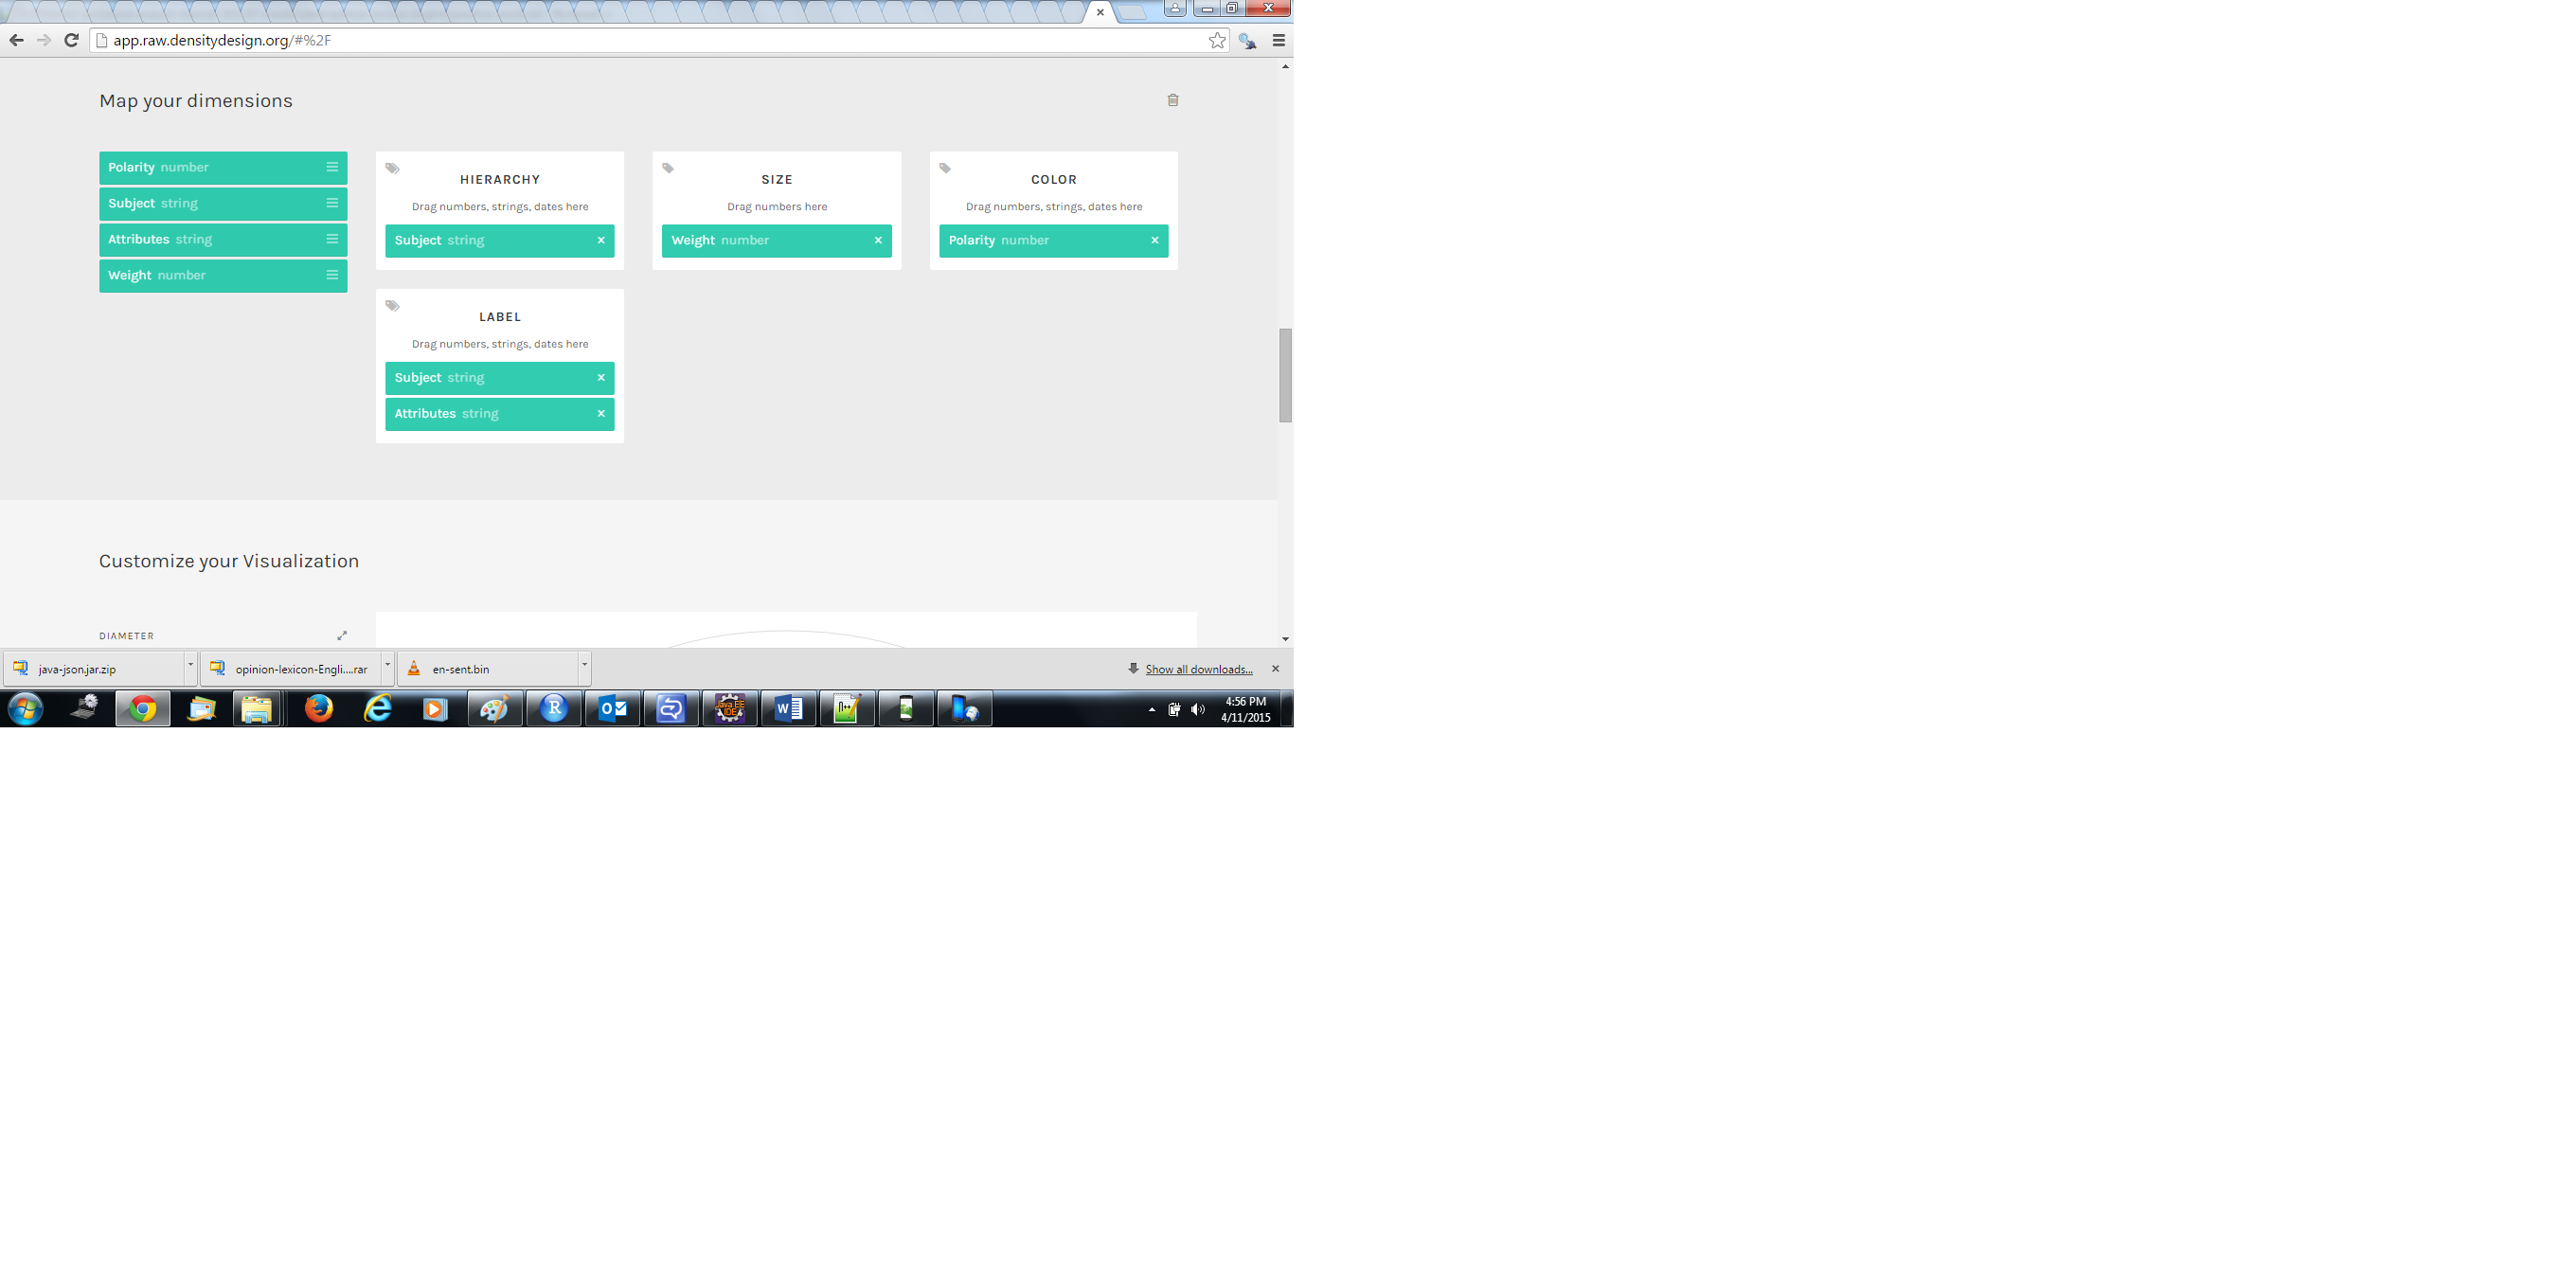 app.raw.densitydesign.org/#%2F
Map your dimensions
Polarity number
Subject string
Attributes string
Weight number
HIERARCHY
Drag numbers, strings, dates here
Subject string
SIZE
Drag numbers here
Weight number
COLOR
Drag numbers, strings, dates here
Polarity number
LABEL
Drag numbers, strings, dates here
Subject string
Attributes string
Customize your Visualization
DIAMETER
java-json.jar.zip
opinion-lexicon-Engli....rar
en-sent.bin
Show all downloads...
R
O
Java EE
IDE
W
N++
4:56 PM
4/11/2015